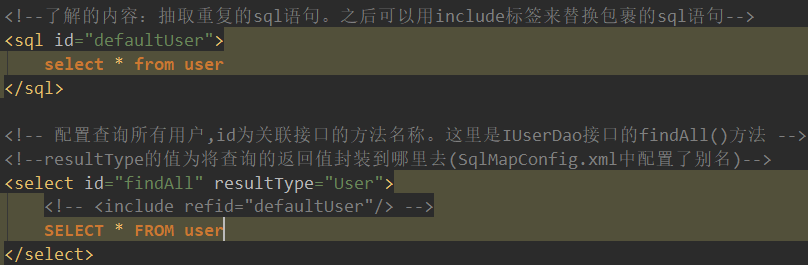 <!--了解的内容：抽取重复的sql语句。之后可以用include标签来替换包裹的sql语句-->
<sql id="defaultUser">
select * from user
</sql>
<!-- 配置查询所有用户,id为关联接口的方法名称。这里是IUserDao接口的findAll()方法 -->
<!--resultType的值为将查询的返回值封装到哪里去(SqlMapConfig.xml中配置了别名)-->
<select id="findAll" resultType="User">
<!-- <include refid="defaultUser"/> -->
SELECT * FROM user
</select>